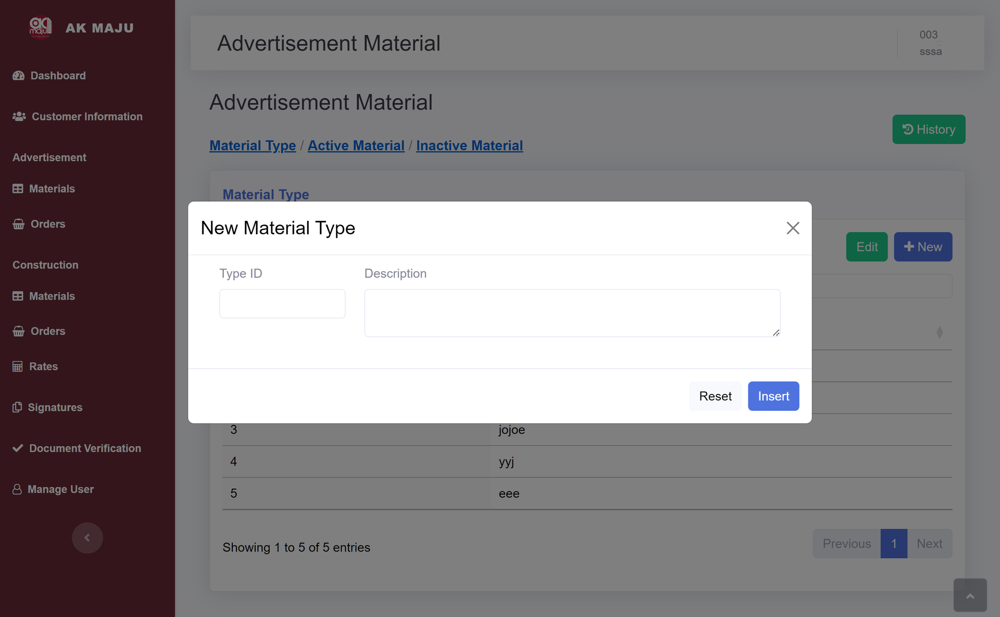 AK MAJU
Dashboard
Customer Information
Advertisement
Materials
Orders
Construction
Materials
Orders
Rates
Signatures
Document Verification
Manage User
Advertisement Material
003
sssa
Advertisement Material
History
Material Type / Active Material / Inactive Material
Material Type
Edit
New
New Material Type
Type ID
Description
Reset
Insert
3 jojoe
4 yyj
5 eee
Showing 1 to 5 of 5 entries
Previous 1 Next